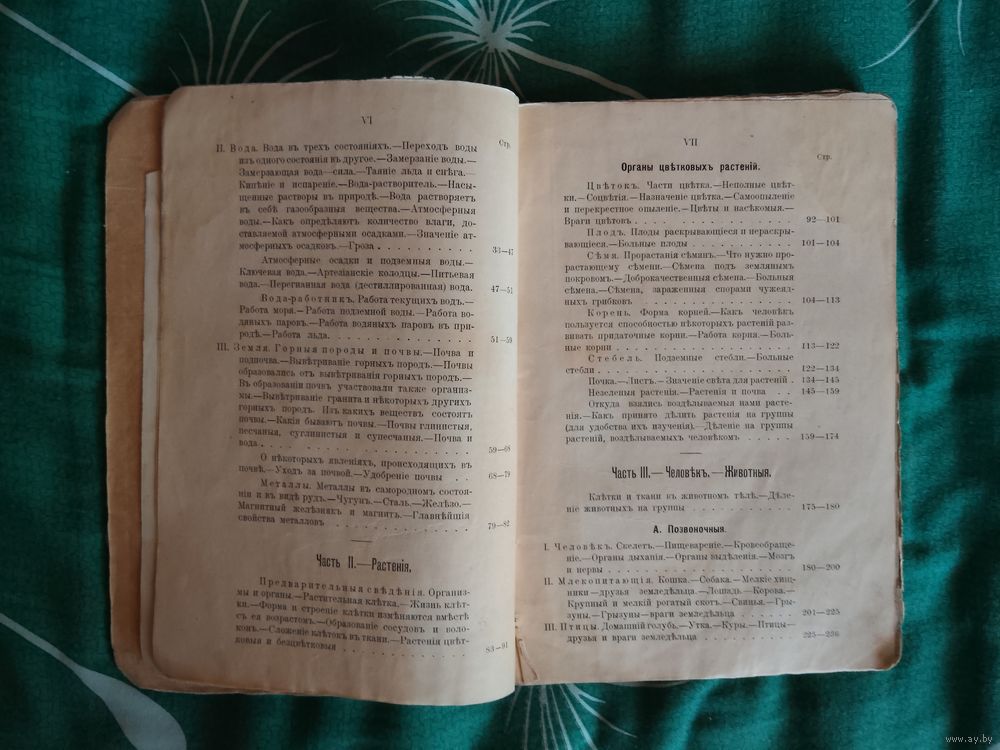 VI
Стр.
II. Вода. Вода въ трехъ состоянiяхъ.—Переходъ воды
изъ одного состоянiя въ другое.—Замерзанiе воды.—
Замерзающая вода—сила.—Таянiе льда и снѣга.—
Кипѣнiе и испаренiе.—Вода-растворитель.—Насы-
щенные растворы въ природѣ.—Вода растворяетъ
въ себѣ газообразныя вещества.—Атмосферныя
воды.—Какъ опредѣляютъ количество влаги, до-
ставляемой атмосферными осадками.—Значенiе ат-
мосферныхъ осадковъ.—Гроза . . . . . . . . . . 33—47
Атмосферные осадки и подземныя воды.—
Ключевая вода.—Артезiанскiе колодцы.—Питьевая
вода.—Перегнанная вода (дестиллированная) вода. 47—51
Вода-работникъ. Работа текущихъ водъ.—
Работа моря.—Работа подземной воды.—Работа во-
дяныхъ паровъ.—Работа водяныхъ паровъ въ при-
родѣ.—Работа льда. . . . . . . . . . . . . 51—59
III. Земля. Горныя породы и почвы.—Почва и
подпочва.—Вывѣтриванiе горныхъ породъ.—Почвы
образовались отъ вывѣтриванiя горныхъ породъ.—
Въ образованiи почвъ участвовали также организ-
мы.—Вывѣтриванiе гранита и нѣкоторыхъ другихъ
горныхъ породъ. Изъ какихъ веществъ состоятъ
почвы.—Какiя бываютъ почвы.—Почвы глинистыя,
песчаныя, суглинистыя и супесчаныя.—Почва и
вода . . . . . . . . . . . . . . . . . 59—68
О нѣкоторыхъ явленiяхъ, происходящихъ въ
почвѣ.—Уходъ за почвой.—Удобренiе почвы . . 68—79
Металлы. Металлы въ самородномъ состоя-
нiи и въ видѣ рудъ.—Чугунъ.—Сталь.—Желѣзо.—
Магнитный желѣзнякъ и магнитъ.—Главнѣйшiя
свойства металловъ . . . . . . . . . . . . 79—82
Часть II.—Растенiя.
Предварительныя свѣдѣнiя. Организ-
мы и органы.—Растительная клѣтка.—Жизнь клѣт-
ки.—Форма и строенiе клѣтки измѣняются вмѣстѣ
съ ея возрастомъ.—Образованiе сосудовъ и воло-
конъ.—Сложенiе клѣтокъ въ ткани.—Растенiя цвѣт-
ковыя и безцвѣтковыя . . . . . . . . . . . 83—91
VII
Стр.
Органы цвѣтковыхъ растенiй.
Цвѣтокъ. Части цвѣтка.—Неполные цвѣт-
ки.—Соцвѣтiя.—Назначенiе цвѣтка.—Самоопыленiе
и перекрестное опыленiе.—Цвѣты и насѣкомыя.—
Враги цвѣтовъ . . . . . . . . . . . . . 92—101
Плодъ. Плоды раскрывающiеся и нераскры-
вающiеся.—Больные плоды . . . . . . . . . 101—104
Сѣмя. Прорастанiя сѣмянъ.—Что нужно про-
растающему сѣмени.—Сѣмена подъ землянымъ
покровомъ.—Доброкачественныя сѣмена.—Больныя
сѣмена.—Сѣмена, зараженныя спорами чужеяд-
ныхъ грибковъ . . . . . . . . . . . . . 104—113
Корень. Форма корней.—Какъ человѣкъ
пользуется способностью нѣкоторыхъ растенiй раз-
вивать придаточные корни.—Работа корня.—Боль-
ные корни . . . . . . . . . . . . . . 113—122
Стебель. Подземные стебли.—Больные
стебли . . . . . . . . . . . . . . . 122—134
Почка.—Листъ.—Значенiе свѣта для растенiй . 134—145
Незеленыя растенiя.—Растенiя и почва . . 145—159
Откуда взялись воздѣлываемыя нами расте-
нiя.—Какъ принято дѣлить растенiя на группы
(для удобства ихъ изученiя).—Дѣленiе на группы
растенiй, воздѣлываемыхъ человѣкомъ . . . . . 159—174
Часть III.—Человѣкъ.—Животныя.
Клѣтки и ткани въ животномъ тѣлѣ.—Дѣле-
нiе животныхъ на группы . . . . . . . . . 175—180
А. Позвоночныя.
I. Человѣкъ. Скелетъ.—Пищеваренiе.—Кровеобраще-
нiе.—Органы дыханiя.—Органы выдѣленiя.—Мозгъ
и нервы . . . . . . . . . . . . . . . 180—200
II. Млекопитающiя. Кошка.—Собака.—Мелкiе хищ-
ники—друзья земледѣльца.—Лошадь.—Корова.—
Крупный и мелкiй рогатый скотъ.—Свинья.—Гры-
зуны.—Грызуны—враги земледѣльца . . . . . . 201—225
III. Птицы. Домашнiй голубь.—Утка.—Куры.—Птицы—
друзья и враги земледѣльца . . . . . . . . 225—236
www.ay.by